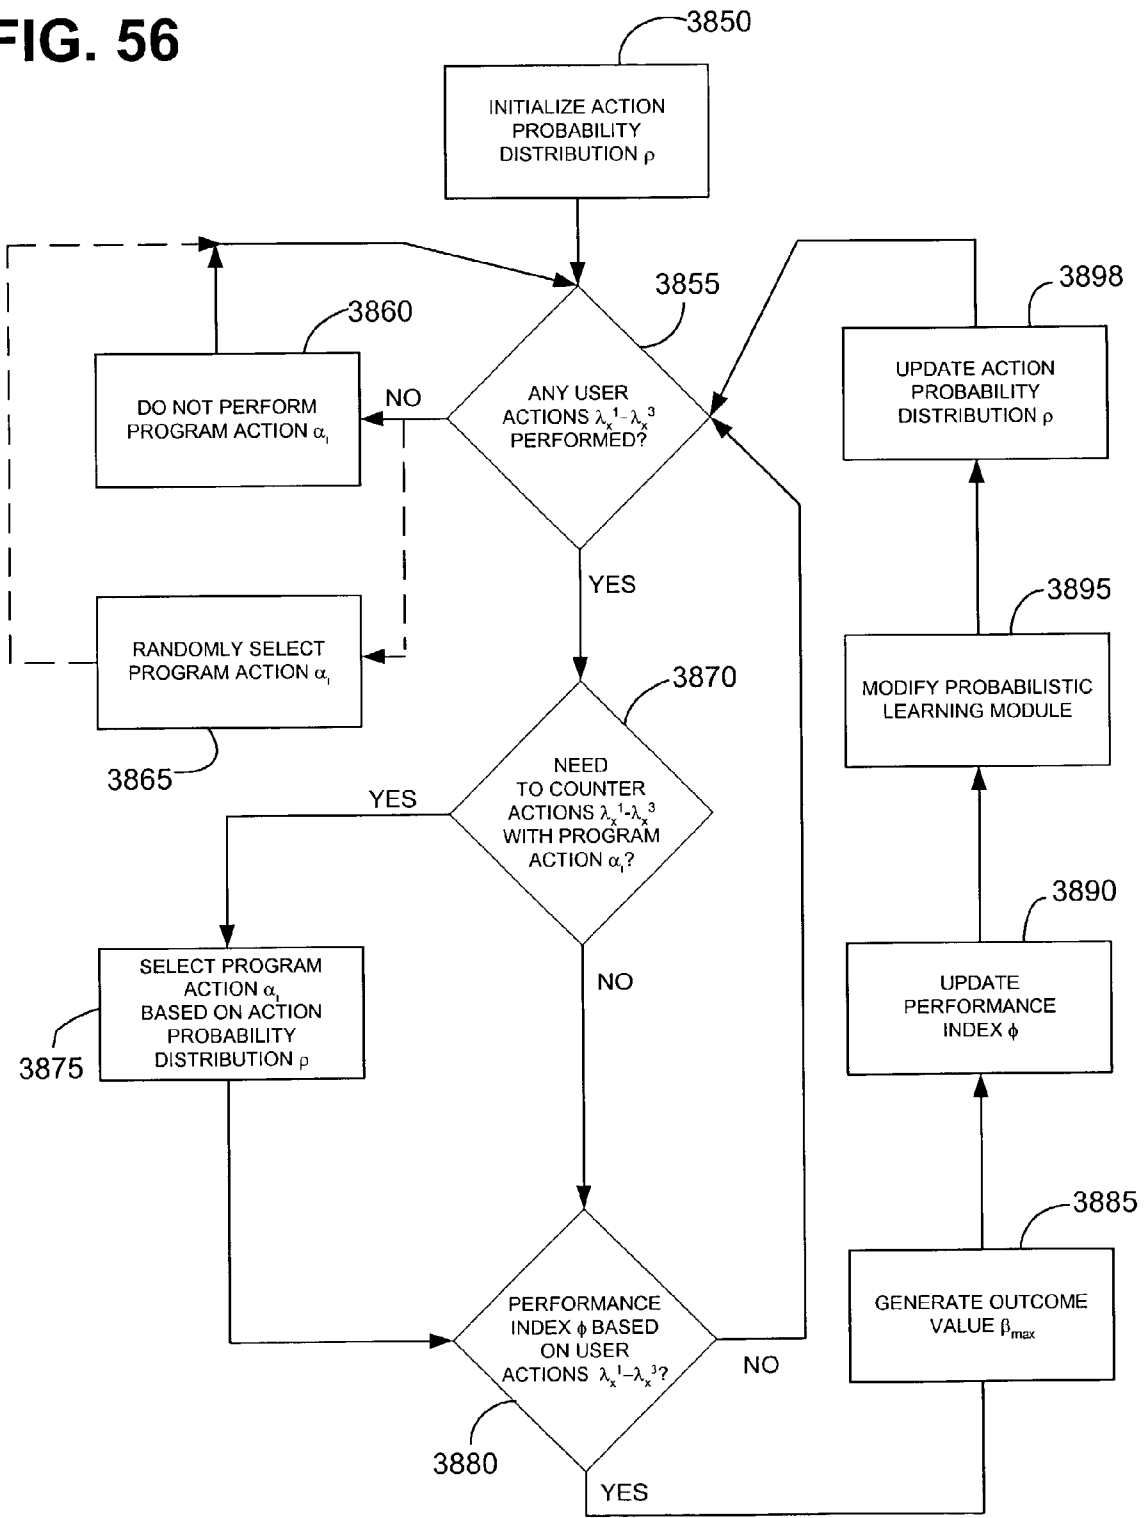 FIG. 56
3850
INITIALIZE ACTION
PROBABILITY
DISTRIBUTION ρ
3855
ANY USER
ACTIONS λₓ¹–λₓ³
PERFORMED?
NO
YES
3860
DO NOT PERFORM
PROGRAM ACTION αᵢ
RANDOMLY SELECT
PROGRAM ACTION αᵢ
3865
3870
NEED
TO COUNTER
ACTIONS λₓ¹-λₓ³
WITH PROGRAM
ACTION αᵢ?
YES
NO
SELECT PROGRAM
ACTION αᵢ
BASED ON ACTION
PROBABILITY
DISTRIBUTION ρ
3875
PERFORMANCE
INDEX ϕ BASED
ON USER
ACTIONS λₓ¹–λₓ³?
3880
NO
YES
3885
GENERATE OUTCOME
VALUE βmax
3890
UPDATE
PERFORMANCE
INDEX ϕ
3895
MODIFY PROBABILISTIC
LEARNING MODULE
3898
UPDATE ACTION
PROBABILITY
DISTRIBUTION ρ